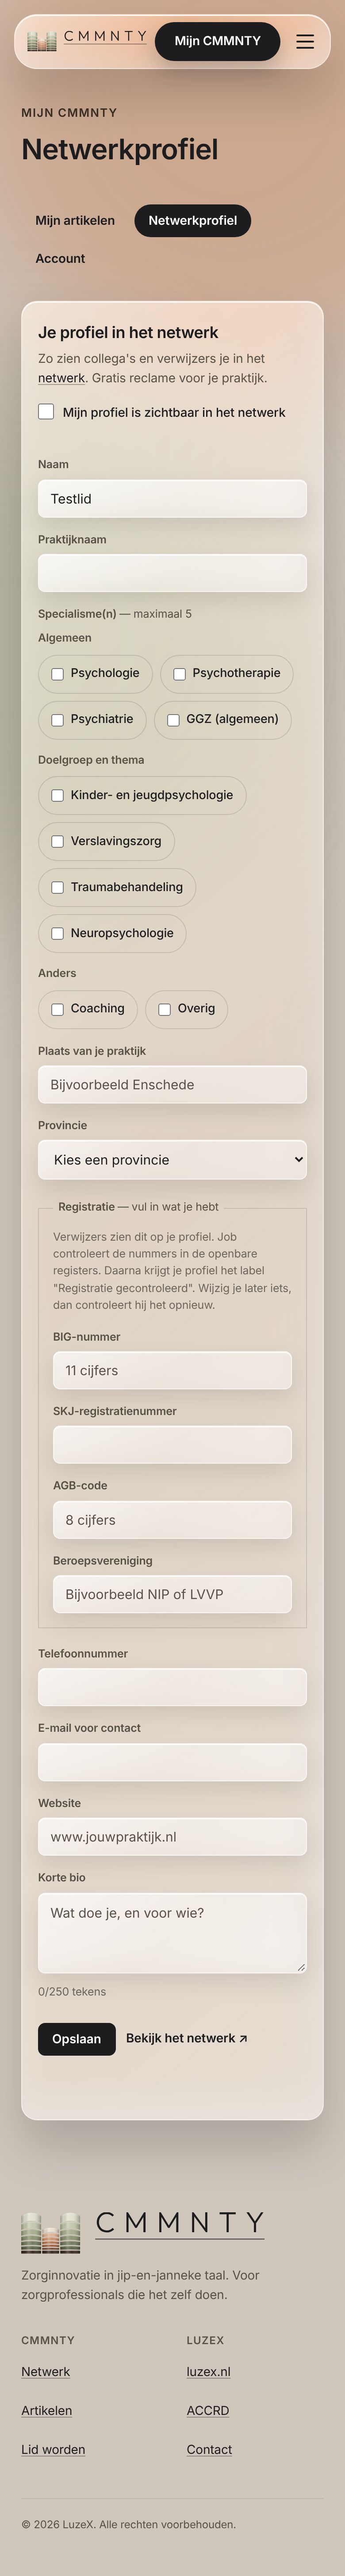 CMMNTY
Mijn CMMNTY
MIJN CMMNTY
Netwerkprofiel
Mijn artikelen
Netwerkprofiel
Account
Je profiel in het netwerk
Zo zien collega's en verwijzers je in het
netwerk. Gratis reclame voor je praktijk.
Mijn profiel is zichtbaar in het netwerk
Naam
Testlid
Praktijknaam
Specialisme(n) — maximaal 5
Algemeen
Psychologie
Psychotherapie
Psychiatrie
GGZ (algemeen)
Doelgroep en thema
Kinder- en jeugdpsychologie
Verslavingszorg
Traumabehandeling
Neuropsychologie
Anders
Coaching
Overig
Plaats van je praktijk
Bijvoorbeeld Enschede
Provincie
Kies een provincie
Registratie — vul in wat je hebt
Verwijzers zien dit op je profiel. Job
controleert de nummers in de openbare
registers. Daarna krijgt je profiel het label
"Registratie gecontroleerd". Wijzig je later iets,
dan controleert hij het opnieuw.
BIG-nummer
11 cijfers
SKJ-registratienummer
AGB-code
8 cijfers
Beroepsvereniging
Bijvoorbeeld NIP of LVVP
Telefoonnummer
E-mail voor contact
Website
www.jouwpraktijk.nl
Korte bio
Wat doe je, en voor wie?
0/250 tekens
Opslaan
Bekijk het netwerk ↗
CMMNTY
Zorginnovatie in jip-en-janneke taal. Voor
zorgprofessionals die het zelf doen.
CMMNTY
Netwerk
Artikelen
Lid worden
LUZEX
luzex.nl
ACCRD
Contact
© 2026 LuzeX. Alle rechten voorbehouden.